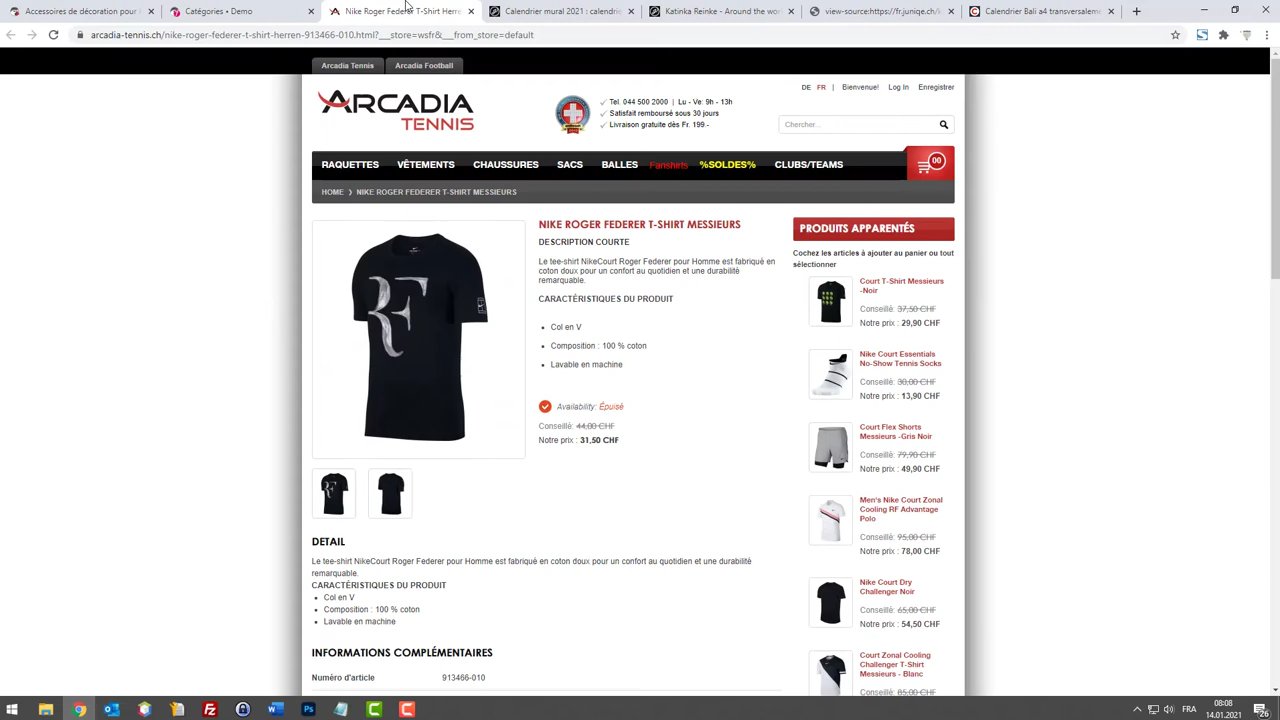 Accessoires de décoration pour l
Catégories ‹ Demo
Nike Roger Federer T-Shirt Herre
Calendrier mural 2021 : calendrie
Katinka Reinke - Around the wo
view-source:https://fr.juniqe.ch/k
Calendrier Bali a4 transversales
arcadia-tennis.ch/nike-roger-federer-t-shirt-herren-913466-010.html?___store=wsfr&___from_store=default
Arcadia Tennis
Arcadia Football
ARCADIA
TENNIS
Tel. 044 500 2000 | Lu - Ve: 9h - 13h
Satisfait remboursé sous 30 jours
Livraison gratuite dès Fr. 199.-
DE FR | Bienvenue! Log In Enregistrer
Chercher...
RAQUETTES VÊTEMENTS CHAUSSURES SACS BALLES Fanshirts %SOLDES% CLUBS/TEAMS
00
HOME ❯ NIKE ROGER FEDERER T-SHIRT MESSIEURS
NIKE ROGER FEDERER T-SHIRT MESSIEURS
DESCRIPTION COURTE
Le tee-shirt NikeCourt Roger Federer pour Homme est fabriqué en
coton doux pour un confort au quotidien et une durabilité
remarquable.
CARACTÉRISTIQUES DU PRODUIT
• Col en V
• Composition : 100 % coton
• Lavable en machine
Availability: Épuisé
Conseillé: 44,00 CHF
Notre prix : 31,50 CHF
RF
DETAIL
Le tee-shirt NikeCourt Roger Federer pour Homme est fabriqué en coton doux pour un confort au quotidien et une durabilité
remarquable.
CARACTÉRISTIQUES DU PRODUIT
• Col en V
• Composition : 100 % coton
• Lavable en machine
INFORMATIONS COMPLÉMENTAIRES
Numéro d'article 913466-010
PRODUITS APPARENTÉS
Cochez les articles à ajouter au panier ou tout
sélectionner
Court T-Shirt Messieurs
-Noir
Conseillé: 37,50 CHF
Notre prix : 29,90 CHF
Nike Court Essentials
No-Show Tennis Socks
Conseillé: 30,00 CHF
Notre prix : 13,90 CHF
Court Flex Shorts
Messieurs -Gris Noir
Conseillé: 79,90 CHF
Notre prix : 49,90 CHF
Men's Nike Court Zonal
Cooling RF Advantage
Polo
Conseillé: 95,00 CHF
Notre prix : 78,00 CHF
Nike Court Dry
Challenger Noir
Conseillé: 65,00 CHF
Notre prix : 54,50 CHF
Court Zonal Cooling
Challenger T-Shirt
Messieurs - Blanc
Conseillé: 85,00 CHF
FRA
08:08
14.01.2021
26